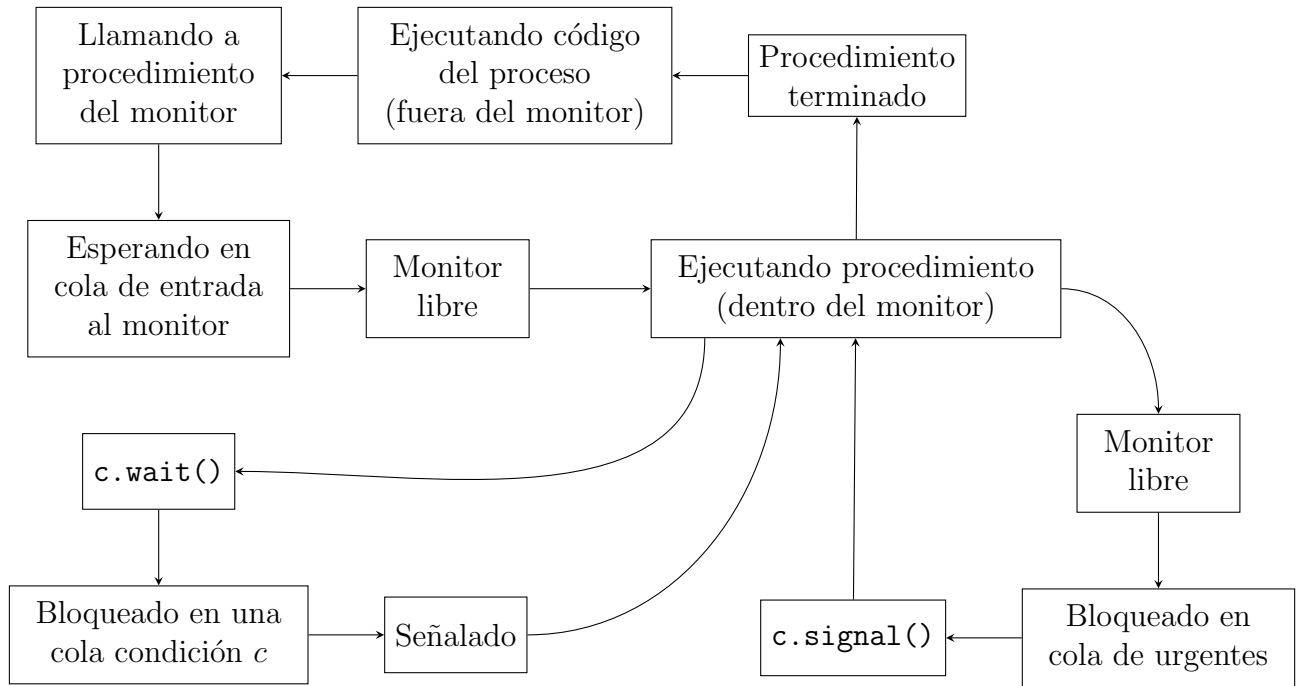 Llamando a
procedimiento
del monitor
Ejecutando código
del proceso
(fuera del monitor)
Procedimiento
terminado
Esperando en
cola de entrada
al monitor
Monitor
libre
Ejecutando procedimiento
(dentro del monitor)
c.wait()
Monitor
libre
Bloqueado en una
cola condición c
Señalado
c.signal()
Bloqueado en
cola de urgentes